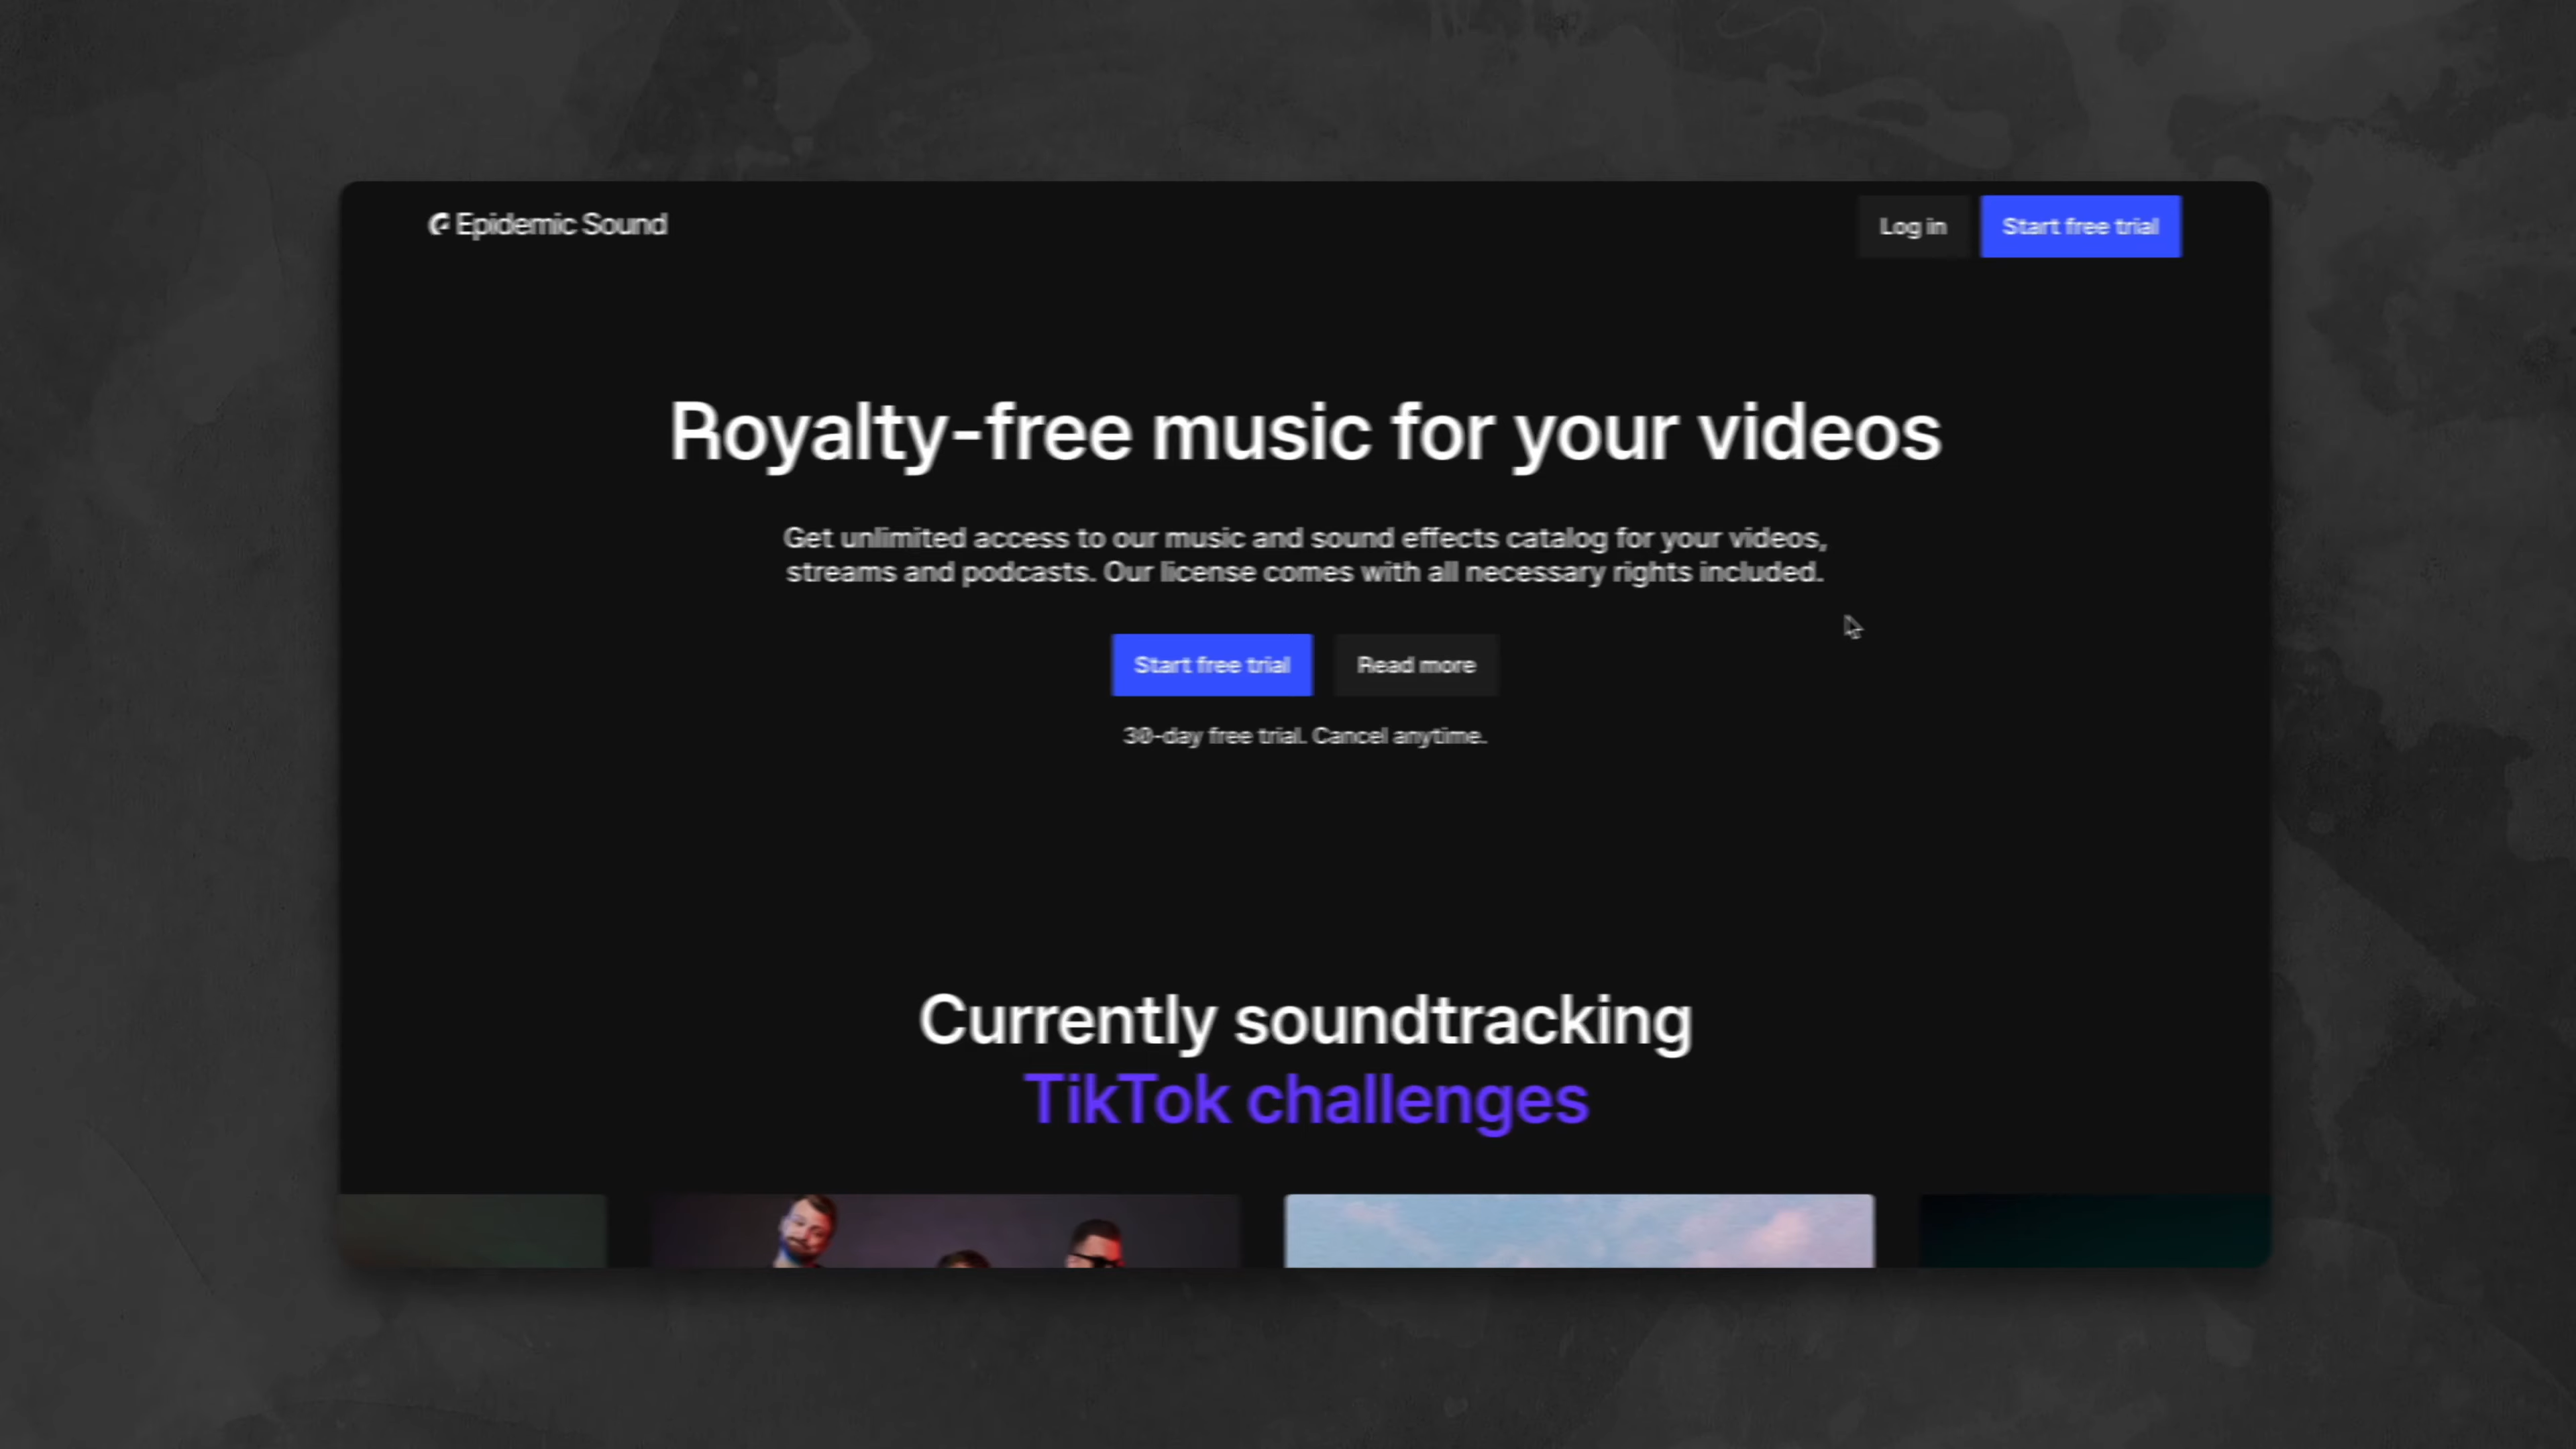 Epidemic Sound
Log in
Start free trial
Royalty-free music for your videos
Get unlimited access to our music and sound effects catalog for your videos,
streams and podcasts. Our license comes with all necessary rights included.
Start free trial
Read more
30-day free trial. Cancel anytime.
Currently soundtracking
TikTok challenges